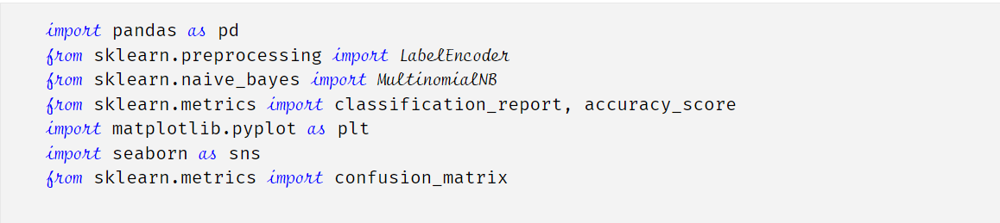 import pandas as pd
from sklearn.preprocessing import LabelEncoder
from sklearn.naive_bayes import MultinomialNB
from sklearn.metrics import classification_report, accuracy_score
import matplotlib.pyplot as plt
import seaborn as sns
from sklearn.metrics import confusion_matrix